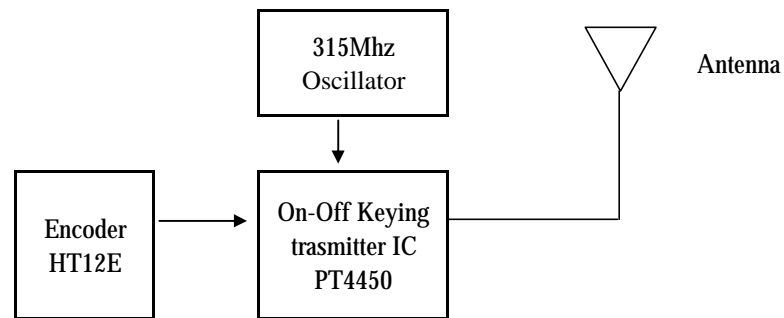 315Mhz
Oscillator
Antenna
Encoder
HT12E
On-Off Keying
trasmitter IC
PT4450